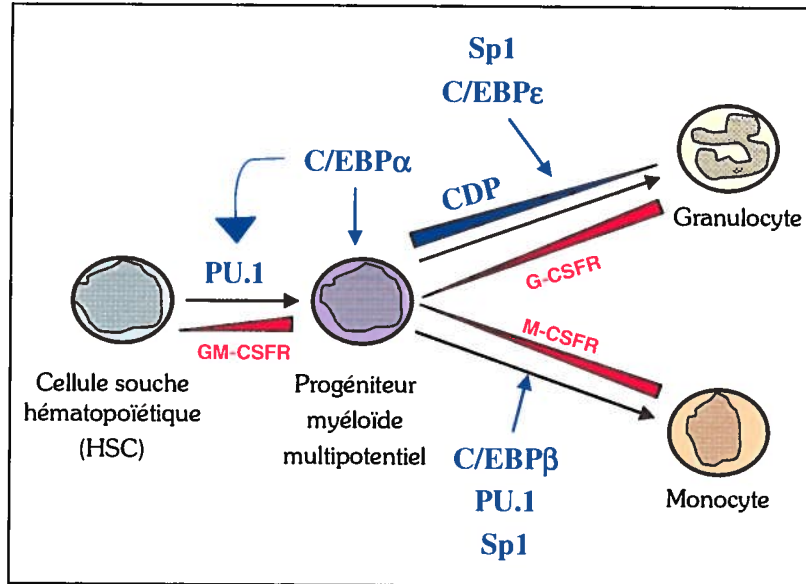 Sp1
C/EBPε
C/EBPα
CDP
Granulocyte
PU.1
G-CSFR
GM-CSFR
M-CSFR
Cellule souche
hématopoïétique
(HSC)
Progéniteur
myéloïde
multipotentiel
C/EBPβ
PU.1
Sp1
Monocyte